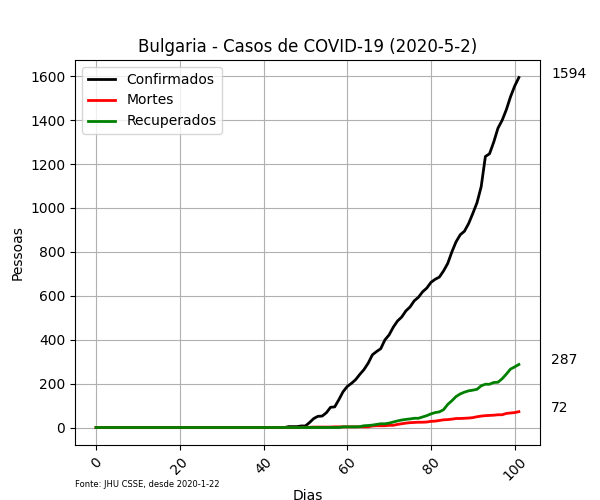 Bulgaria - Casos de COVID-19 (2020-5-2)
Confirmados
Mortes
Recuperados
1594
287
72
Pessoas
1600
1400
1200
1000
800
600
400
200
0
0
20
40
60
80
100
Fonte: JHU CSSE, desde 2020-1-22
Dias